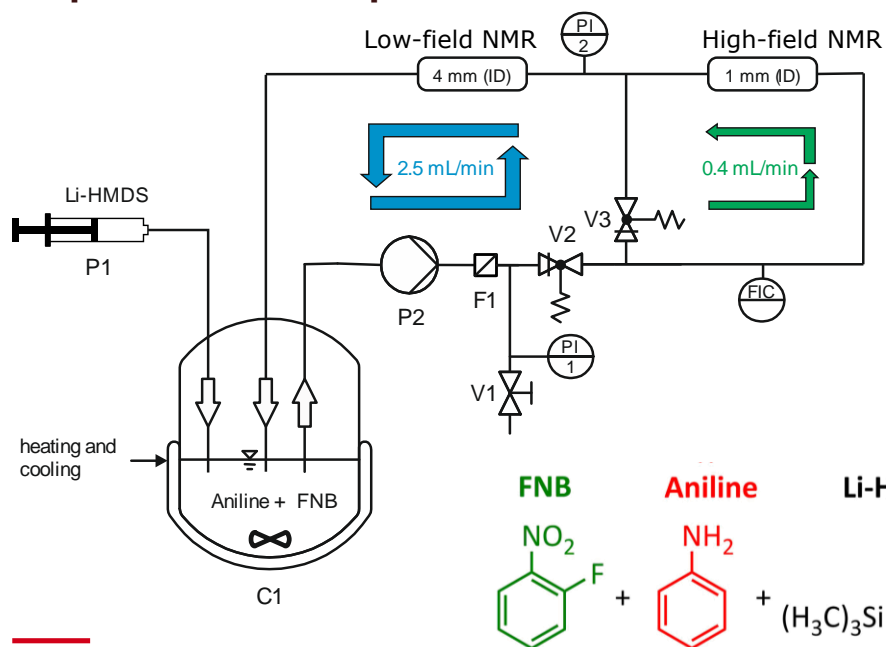 Low-field NMR
PI
2
High-field NMR
4 mm (ID)
1 mm (ID)
2.5 mL/min
0.4 mL/min
Li-HMDS
P1
V3
V2
P2
F1
FIC
PI
1
V1
heating and
cooling
Aniline + FNB
C1
FNB
Aniline
Li-H
NO2
F
+
NH2
+
(H3C)3Si